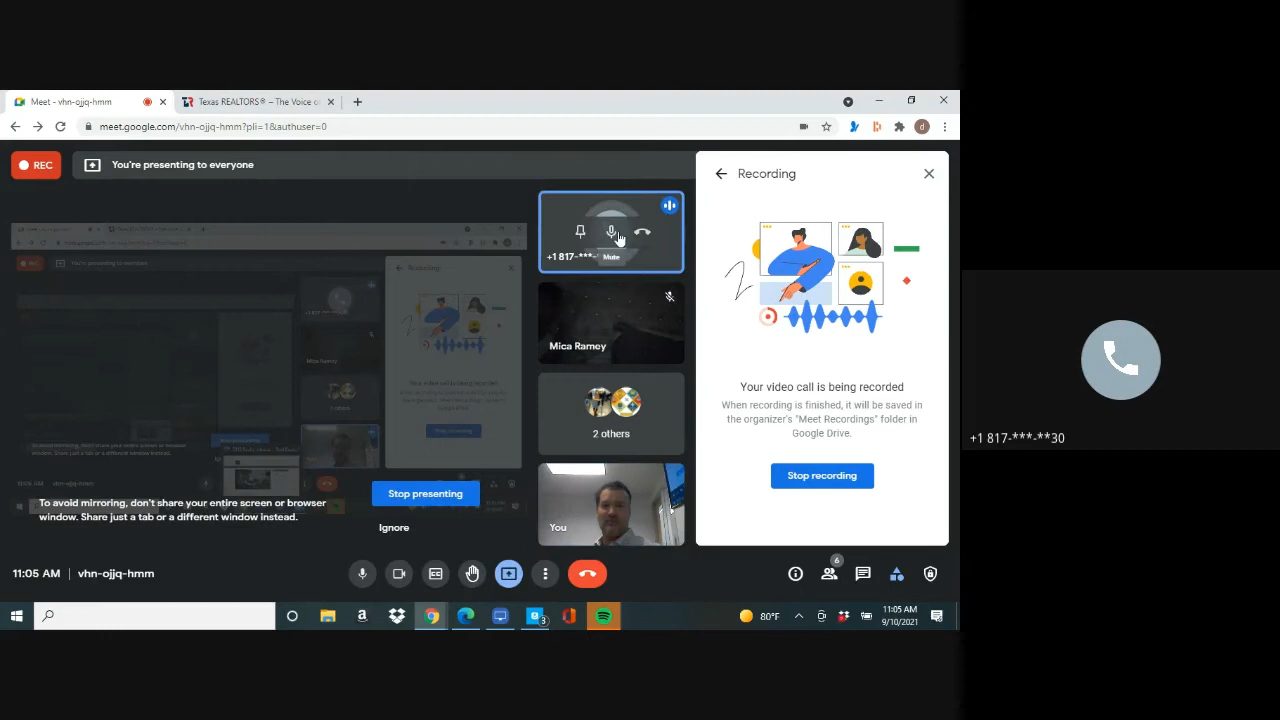 Meet - vhn-ojjq-hmm
Texas REALTORS® – The Voice o
meet.google.com/vhn-ojjq-hmm?pli=1&authuser=0
d
REC
You're presenting to everyone
Recording
+1 817-***-
Mute
Mica Ramey
2 others
You
Your video call is being recorded
When recording is finished, it will be saved in
the organizer's "Meet Recordings" folder in
Google Drive.
Stop recording
To avoid mirroring, don't share your entire screen or browser
window. Share just a tab or a different window instead.
Stop presenting
Ignore
11:05 AM | vhn-ojjq-hmm
6
3
80°F
11:05 AM
9/10/2021
+1 817-***-**30